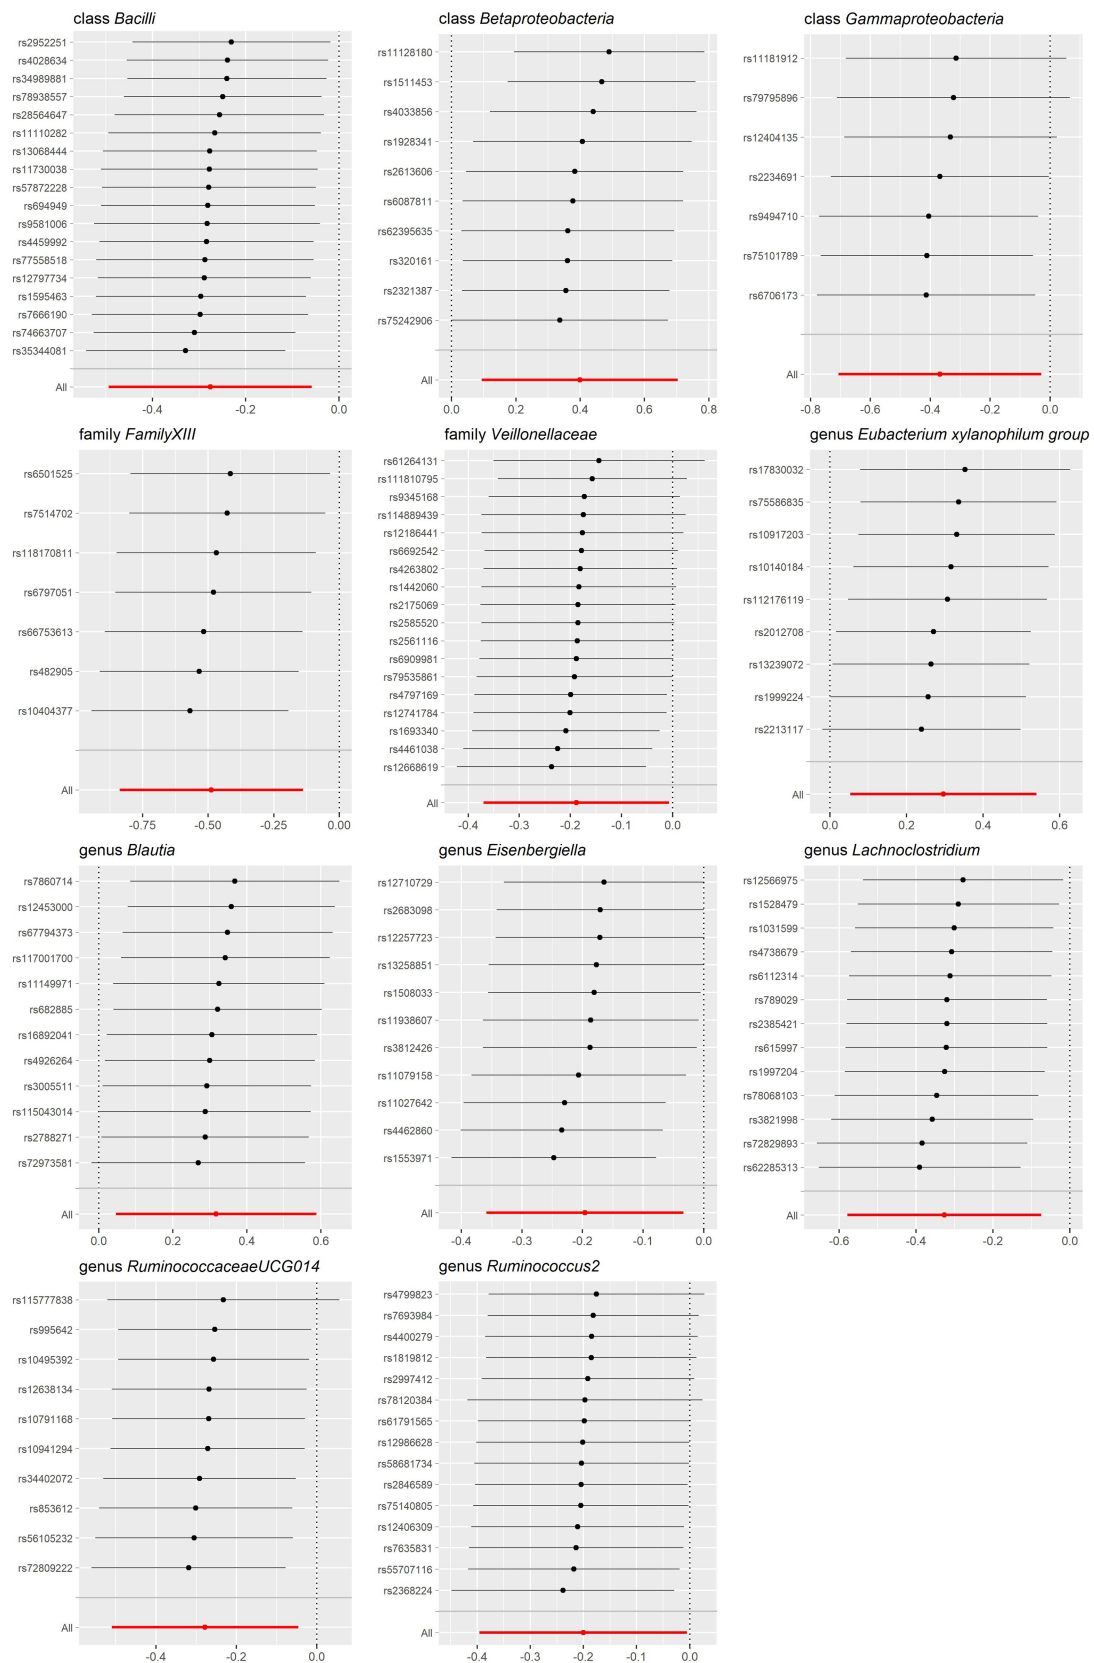 class Bacilli
rs2952251
rs4028634
rs34989881
rs78938557
rs28564647
rs11110282
rs13068444
rs11730038
rs57872228
rs694949
rs9581006
rs4459992
rs77558518
rs12797734
rs1595463
rs7666190
rs74663707
rs35344081
All
-0.4 -0.2 0.0
class Betaproteobacteria
rs11128180
rs1511453
rs4033856
rs1928341
rs2613606
rs6087811
rs62395635
rs320161
rs2321387
rs75242906
All
0.0 0.2 0.4 0.6 0.8
class Gammaproteobacteria
rs11181912
rs79795896
rs12404135
rs2234691
rs9494710
rs75101789
rs6706173
All
-0.8 -0.6 -0.4 -0.2 0.0
family FamilyXIII
rs6501525
rs7514702
rs118170811
rs6797051
rs66753613
rs482905
rs10404377
All
-0.75 -0.50 -0.25 0.00
family Veillonellaceae
rs61264131
rs111810795
rs9345168
rs114889439
rs12186441
rs6692542
rs4263802
rs1442060
rs2175069
rs2585520
rs2561116
rs6909981
rs79535861
rs4797169
rs12741784
rs1693340
rs4461038
rs12668619
All
-0.4 -0.3 -0.2 -0.1 0.0
genus Eubacterium xylanophilum group
rs17830032
rs75586835
rs10917203
rs10140184
rs112176119
rs2012708
rs13239072
rs1999224
rs2213117
All
0.0 0.2 0.4 0.6
genus Blautia
rs7860714
rs12453000
rs67794373
rs117001700
rs11149971
rs682885
rs16892041
rs4926264
rs3005511
rs115043014
rs2788271
rs72973581
All
0.0 0.2 0.4 0.6
genus Eisenbergiella
rs12710729
rs2683098
rs12257723
rs13258851
rs1508033
rs11938607
rs3812426
rs11079158
rs11027642
rs4462860
rs1553971
All
-0.4 -0.3 -0.2 -0.1 0.0
genus Lachnoclostridium
rs12566975
rs1528479
rs1031599
rs4738679
rs6112314
rs789029
rs2385421
rs615997
rs1997204
rs78068103
rs3821998
rs72829893
rs62285313
All
-0.6 -0.4 -0.2 0.0
genus RuminococcaceaeUCG014
rs115777838
rs995642
rs10495392
rs12638134
rs10791168
rs10941294
rs34402072
rs853612
rs56105232
rs72809222
All
-0.4 -0.2 0.0
genus Ruminococcus2
rs4799823
rs7693984
rs4400279
rs1819812
rs2997412
rs78120384
rs61791565
rs12986628
rs58681734
rs2846589
rs75140805
rs12406309
rs7635831
rs55707116
rs2368224
All
-0.4 -0.3 -0.2 -0.1 0.0